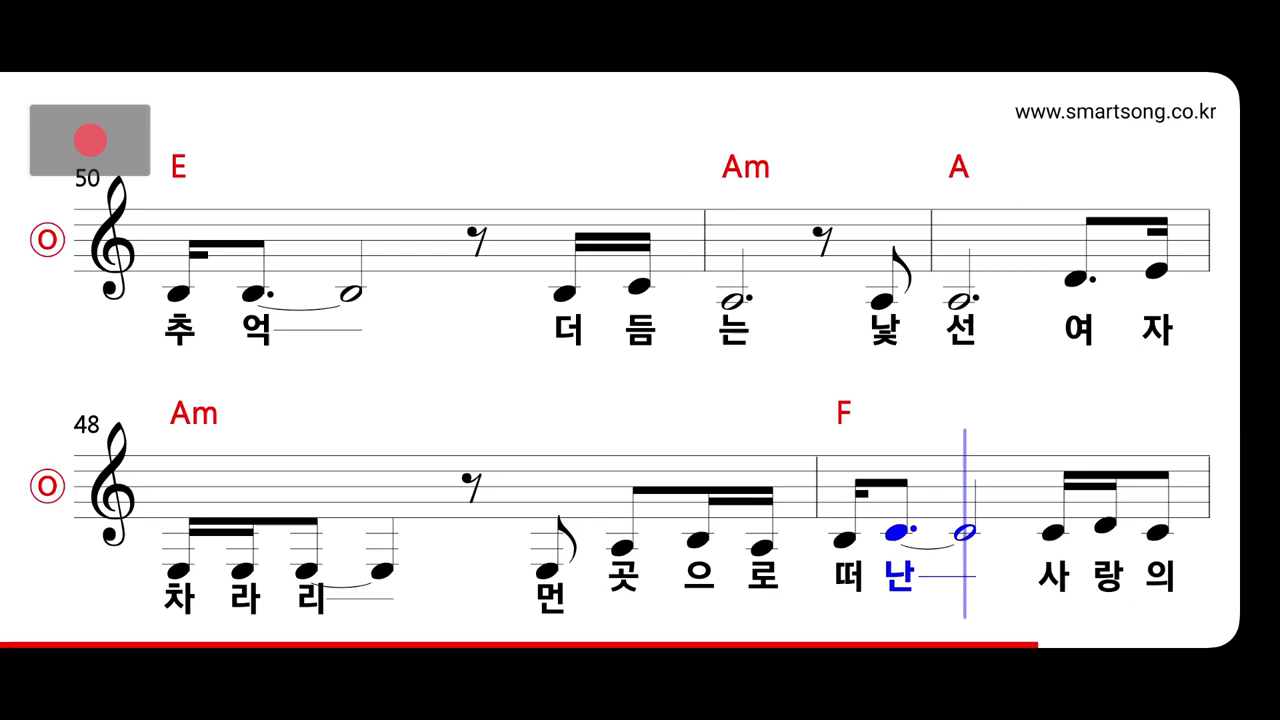 www.smartsong.co.kr
50
E Am A
O
추 억 더 듬 는 낯 선 여 자
48
Am F
O
차 라 리 먼 곳 으 로 떠 난 사 랑 의